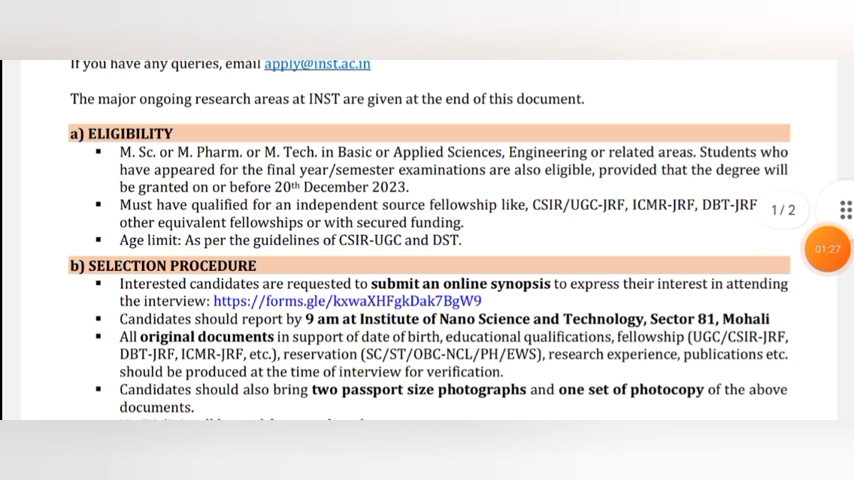 If you have any queries, email apply@inst.ac.in
The major ongoing research areas at INST are given at the end of this document.
a) ELIGIBILITY
▪ M. Sc. or M. Pharm. or M. Tech. in Basic or Applied Sciences, Engineering or related areas. Students who
have appeared for the final year/semester examinations are also eligible, provided that the degree will
be granted on or before 20th December 2023.
▪ Must have qualified for an independent source fellowship like, CSIR/UGC-JRF, ICMR-JRF, DBT-JRF
other equivalent fellowships or with secured funding.
1 / 2
▪ Age limit: As per the guidelines of CSIR-UGC and DST.
01:27
b) SELECTION PROCEDURE
▪ Interested candidates are requested to submit an online synopsis to express their interest in attending
the interview: https://forms.gle/kxwaXHFgkDak7BgW9
▪ Candidates should report by 9 am at Institute of Nano Science and Technology, Sector 81, Mohali
▪ All original documents in support of date of birth, educational qualifications, fellowship (UGC/CSIR-JRF,
DBT-JRF, ICMR-JRF, etc.), reservation (SC/ST/OBC-NCL/PH/EWS), research experience, publications etc.
should be produced at the time of interview for verification.
▪ Candidates should also bring two passport size photographs and one set of photocopy of the above
documents.